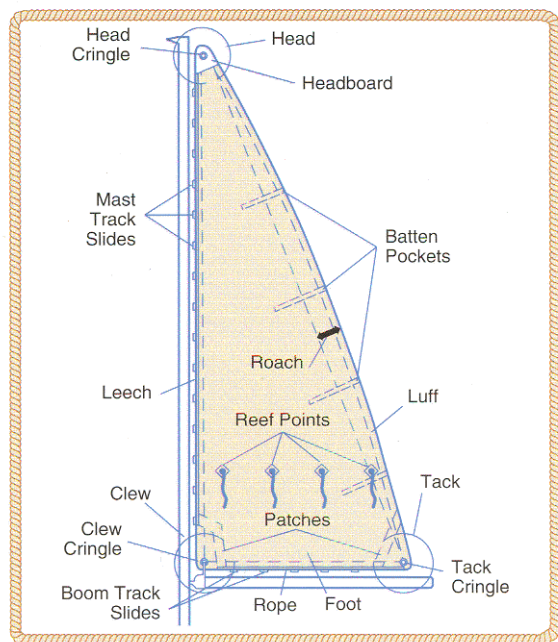 Head
Cringle
Head
Headboard
Mast
Track
Slides
Batten
Pockets
Roach
Leech
Luff
Reef Points
Clew
Tack
Patches
Clew
Cringle
Tack
Cringle
Boom Track
Slides
Rope
Foot